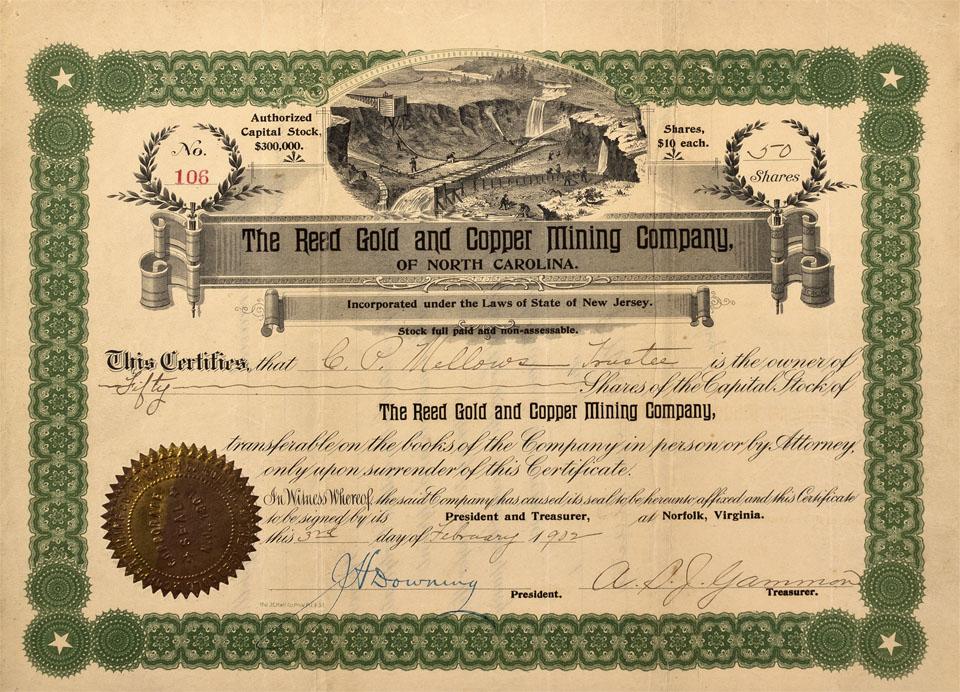 Authorized
Capital Stock,
$300,000.
Shares,
$10 each.
No.
106
50
Shares
The Reed Gold and Copper Mining Company,
OF NORTH CAROLINA.
Incorporated under the Laws of State of New Jersey.
Stock full paid and non-assessable.
This Certifies, that C. P. Mellows, Trustee is the owner of
Fifty Shares of the Capital Stock of
The Reed Gold and Copper Mining Company,
transferable on the books of the Company in person or by Attorney,
only upon surrender of this Certificate.
In Witness Whereof, the said Company has caused its seal to be hereunto affixed and this Certificate
to be signed by its President and Treasurer, at Norfolk, Virginia.
this 3rd day of February 1902
J H Downing President.
A. S. J. Gammon Treasurer.